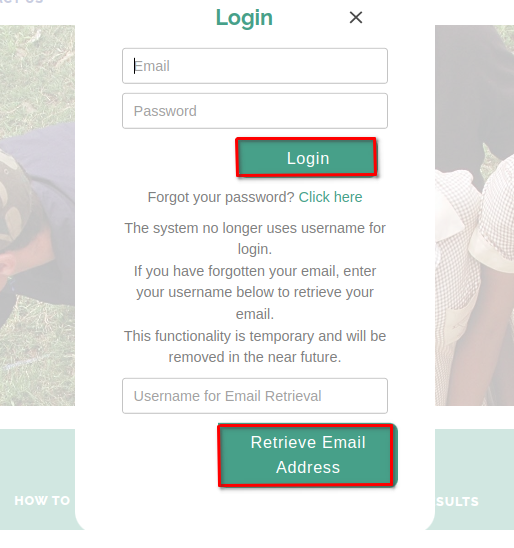 Login
Email
Password
Login
Forgot your password? Click here
The system no longer uses username for
login.
If you have forgotten your email, enter
your username below to retrieve your
email.
This functionality is temporary and will be
removed in the near future.
Username for Email Retrieval
Retrieve Email
Address
HOW TO